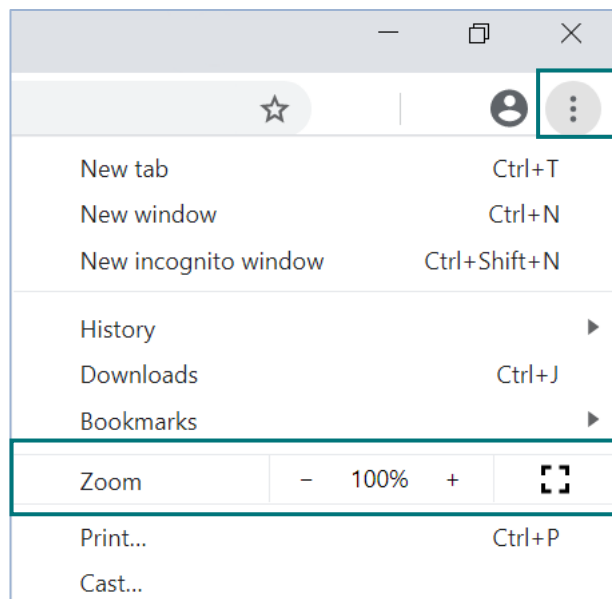 New tab Ctrl+T
New window Ctrl+N
New incognito window Ctrl+Shift+N
History
Downloads Ctrl+J
Bookmarks
Zoom - 100% +
Print... Ctrl+P
Cast...